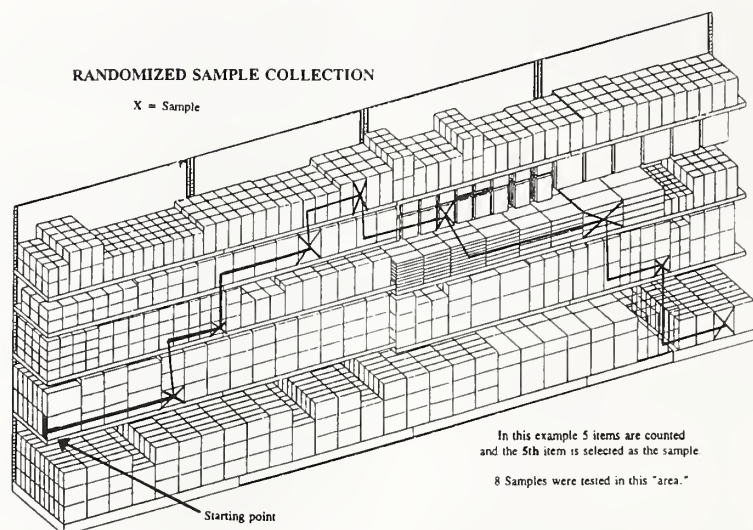 RANDOMIZED SAMPLE COLLECTION
X = Sample
In this example 5 items are counted
and the 5th item is selected as the sample.
8 Samples were tested in this "area."
Starting point